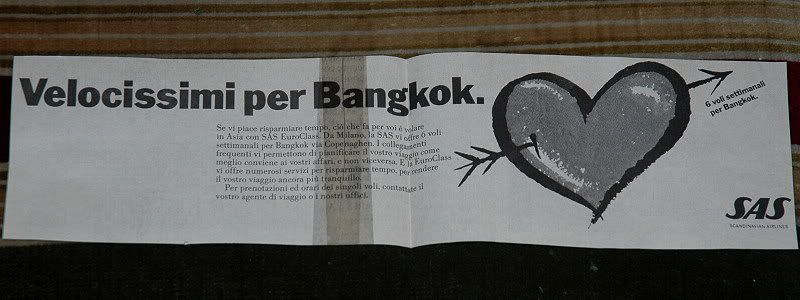 Velocissimi per Bangkok.
Se vi piace risparmiare tempo, ciò che fa per voi è volare
in Asia con SAS EuroClass. Da Milano, la SAS vi offre 6 voli
settimanali per Bangkok via Copenaghen. I collegamenti
frequenti vi permettono di pianificare il vostro viaggio come
meglio conviene ai vostri affari, e non viceversa. E la EuroClass
vi offre numerosi servizi per risparmiare tempo, per rendere
il vostro viaggio ancora più tranquillo.
Per prenotazioni ed orari dei singoli voli, contattate il
vostro agente di viaggio o i nostri uffici.
6 voli settimanali
per Bangkok.
SAS
SCANDINAVIAN AIRLINES